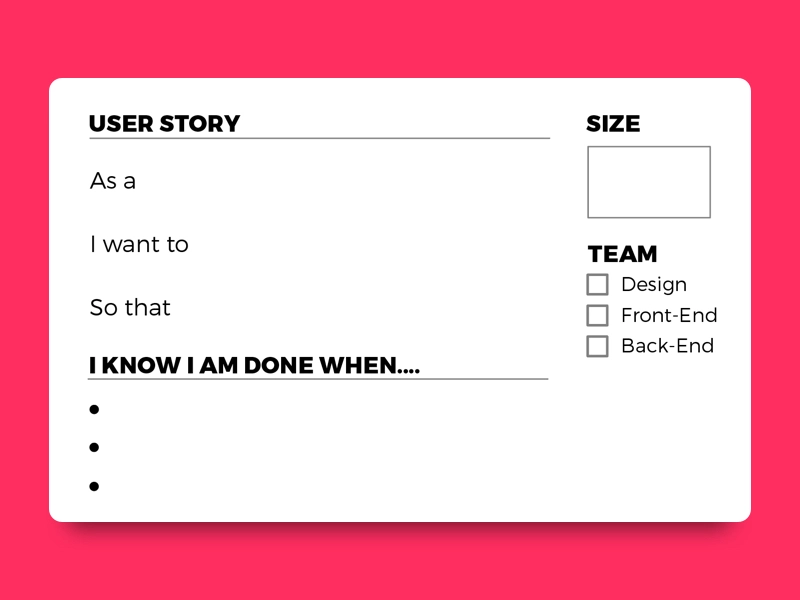 USER STORY
As a
I want to
So that
I KNOW I AM DONE WHEN....
•
•
•
SIZE
TEAM
Design
Front-End
Back-End